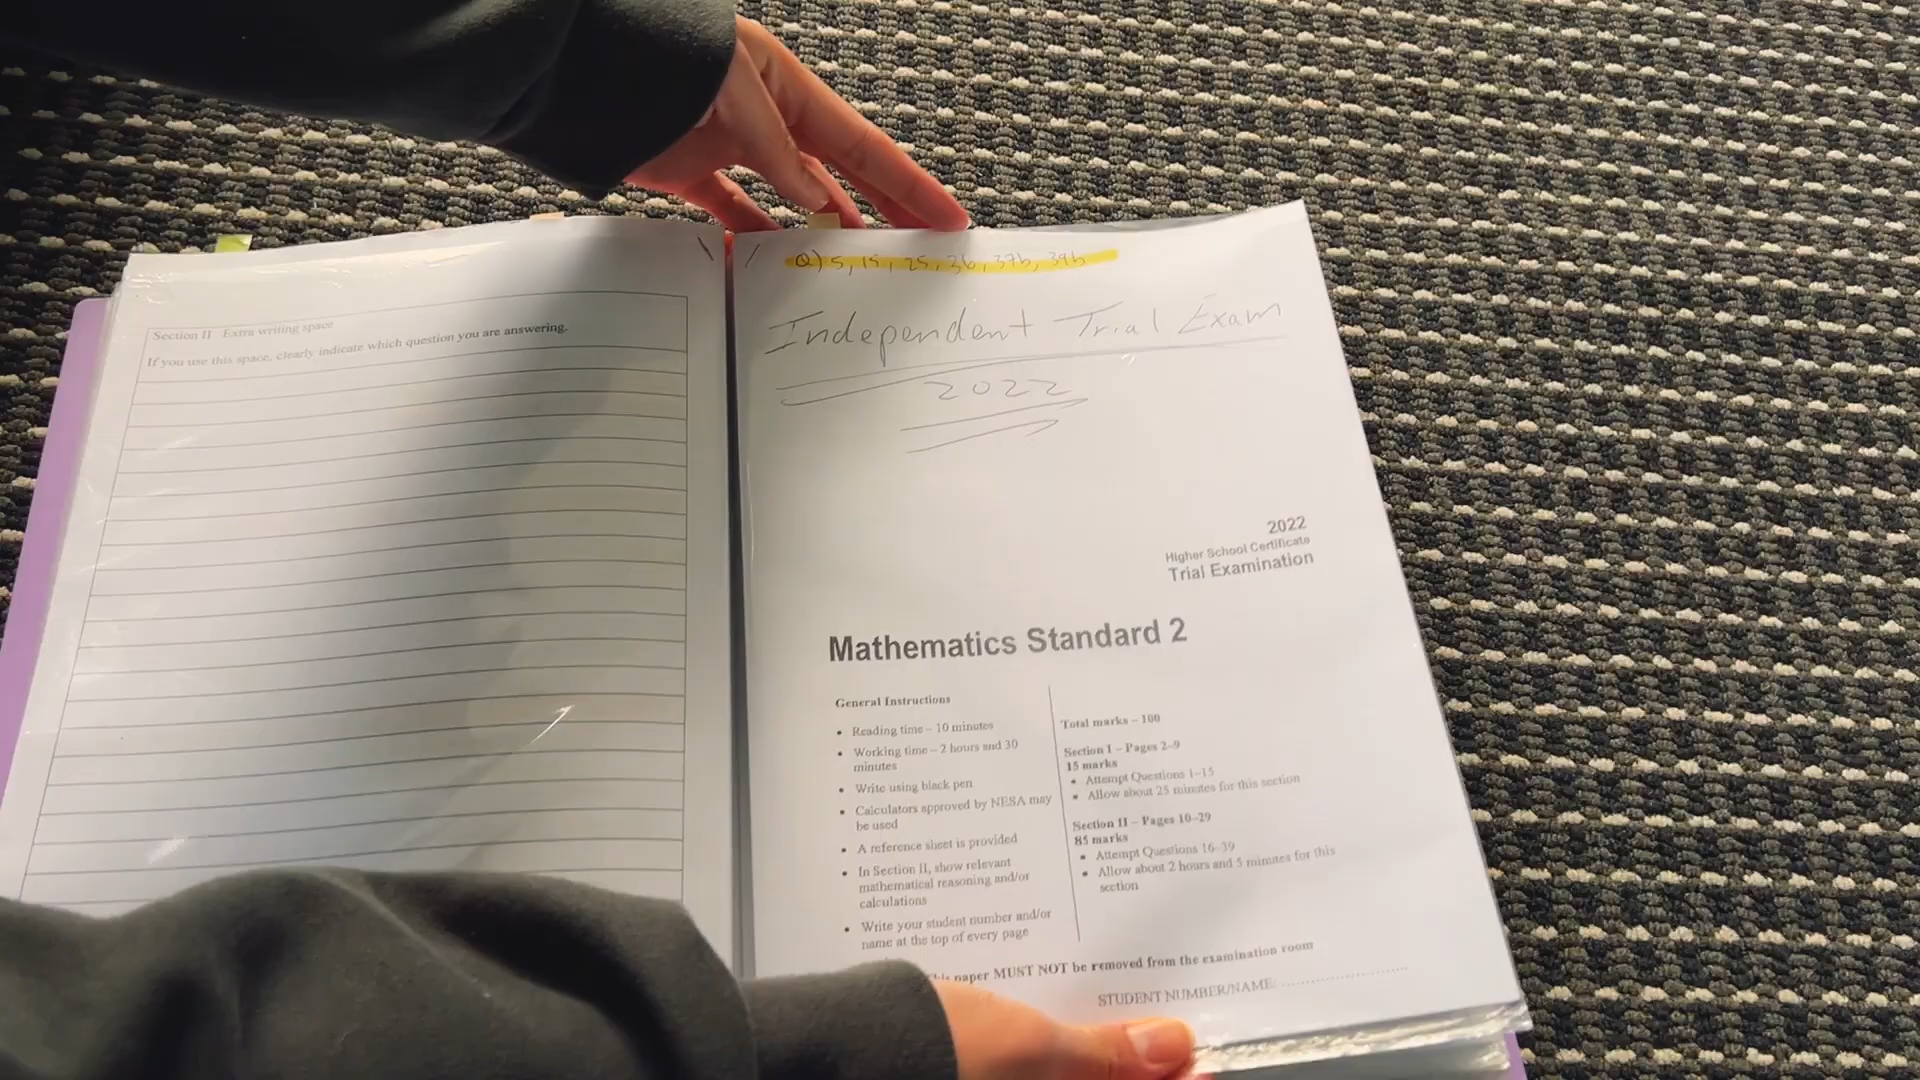 Section II Extra writing space
If you use this space, clearly indicate which question you are answering.
Q) 5, 15, 25, 36, 37b, 39b
Independent Trial Exam
2022
2022
Higher School Certificate
Trial Examination
Mathematics Standard 2
General Instructions
• Reading time – 10 minutes
• Working time – 2 hours and 30
minutes
• Write using black pen
• Calculators approved by NESA may
be used
• A reference sheet is provided
• In Section II, show relevant
mathematical reasoning and/or
calculations
• Write your student number and/or
name at the top of every page
Total marks – 100
Section I – Pages 2–9
15 marks
• Attempt Questions 1–15
• Allow about 25 minutes for this section
Section II – Pages 10–29
85 marks
• Attempt Questions 16–39
• Allow about 2 hours and 5 minutes for this
section
paper MUST NOT be removed from the examination room
STUDENT NUMBER/NAME: ........................